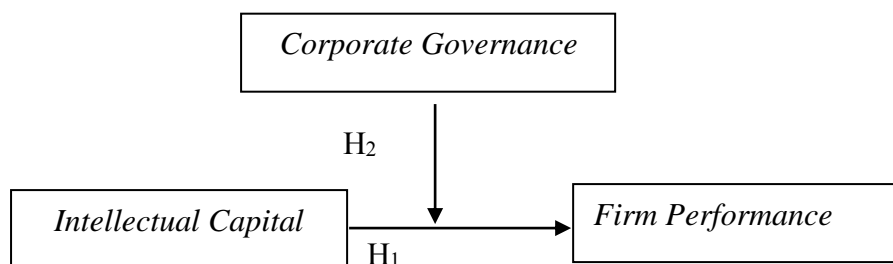 Corporate Governance
H2
Intellectual Capital
Firm Performance
H1